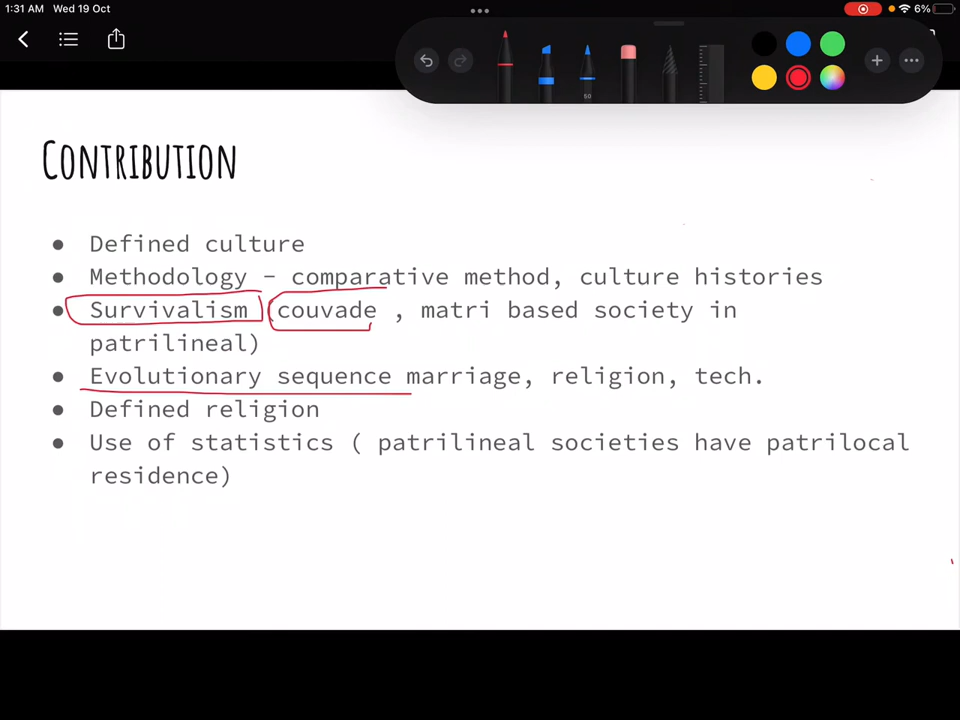 1:31 AM Wed 19 Oct
6%
50
CONTRIBUTION
● Defined culture
● Methodology – comparative method, culture histories
● Survivalism (couvade , matri based society in
patrilineal)
● Evolutionary sequence marriage, religion, tech.
● Defined religion
● Use of statistics ( patrilineal societies have patrilocal
residence)